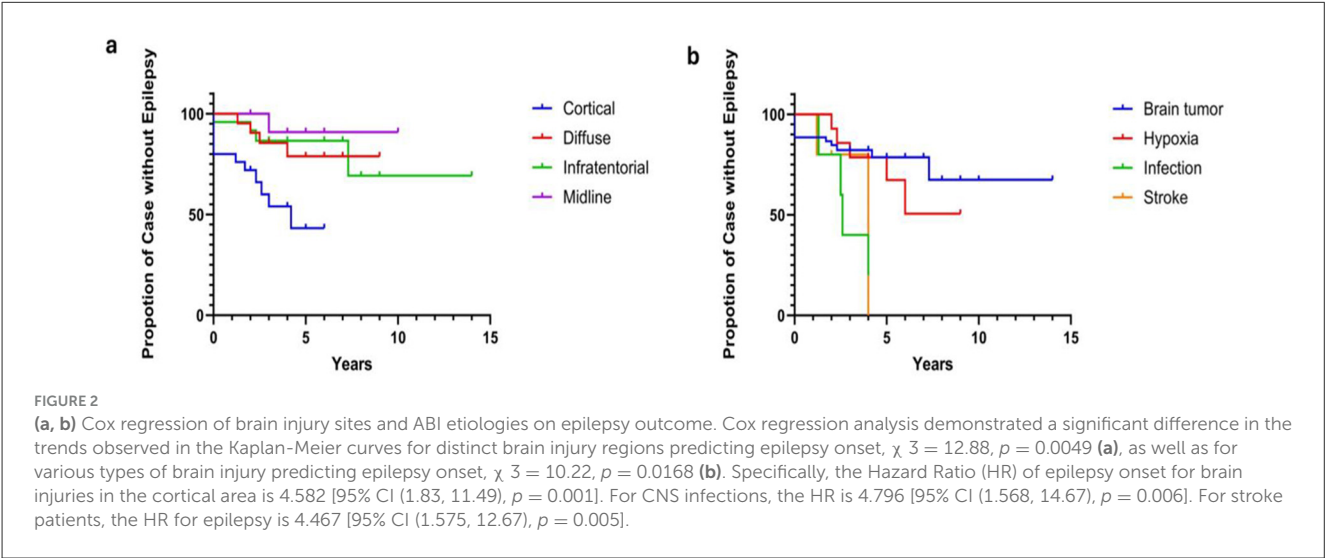 a
Propotion of Case without Epilepsy
100
50
0
0 5 10 15
Years
Cortical
Diffuse
Infratentorial
Midline
b
Propotion of Case without Epilepsy
100
50
0
0 5 10 15
Years
Brain tumor
Hypoxia
Infection
Stroke
FIGURE 2
(a, b) Cox regression of brain injury sites and ABI etiologies on epilepsy outcome. Cox regression analysis demonstrated a significant difference in the
trends observed in the Kaplan-Meier curves for distinct brain injury regions predicting epilepsy onset, χ 3 = 12.88, p = 0.0049 (a), as well as for
various types of brain injury predicting epilepsy onset, χ 3 = 10.22, p = 0.0168 (b). Specifically, the Hazard Ratio (HR) of epilepsy onset for brain
injuries in the cortical area is 4.582 [95% CI (1.83, 11.49), p = 0.001]. For CNS infections, the HR is 4.796 [95% CI (1.568, 14.67), p = 0.006]. For stroke
patients, the HR for epilepsy is 4.467 [95% CI (1.575, 12.67), p = 0.005].